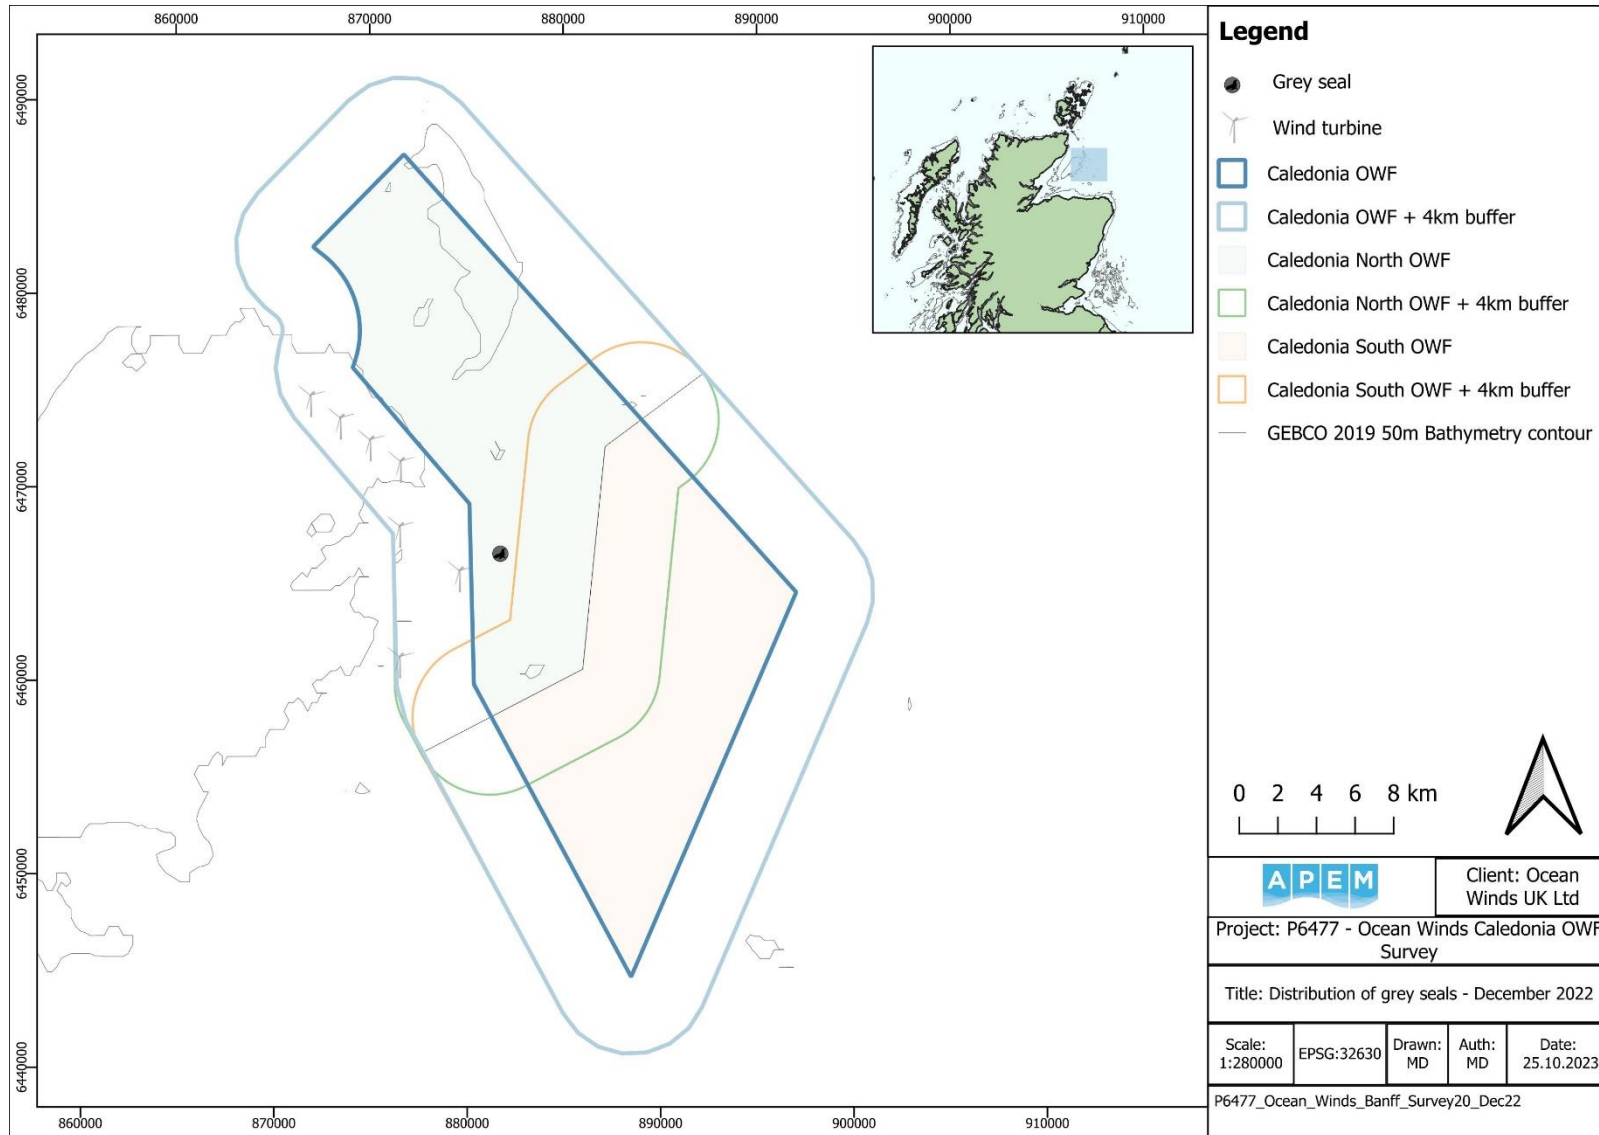 860000 870000 880000 890000 900000 910000
6490000
6480000
6470000
6460000
6450000
6440000
860000 870000 880000 890000 900000 910000
Legend
Grey seal
Wind turbine
Caledonia OWF
Caledonia OWF + 4km buffer
Caledonia North OWF
Caledonia North OWF + 4km buffer
Caledonia South OWF
Caledonia South OWF + 4km buffer
GEBCO 2019 50m Bathymetry contour
0 2 4 6 8 km
APEM
Client: Ocean
Winds UK Ltd
Project: P6477 - Ocean Winds Caledonia OWF
Survey
Title: Distribution of grey seals - December 2022
Scale:
1:280000
EPSG:32630
Drawn:
MD
Auth:
MD
Date:
25.10.2023
P6477_Ocean_Winds_Banff_Survey20_Dec22